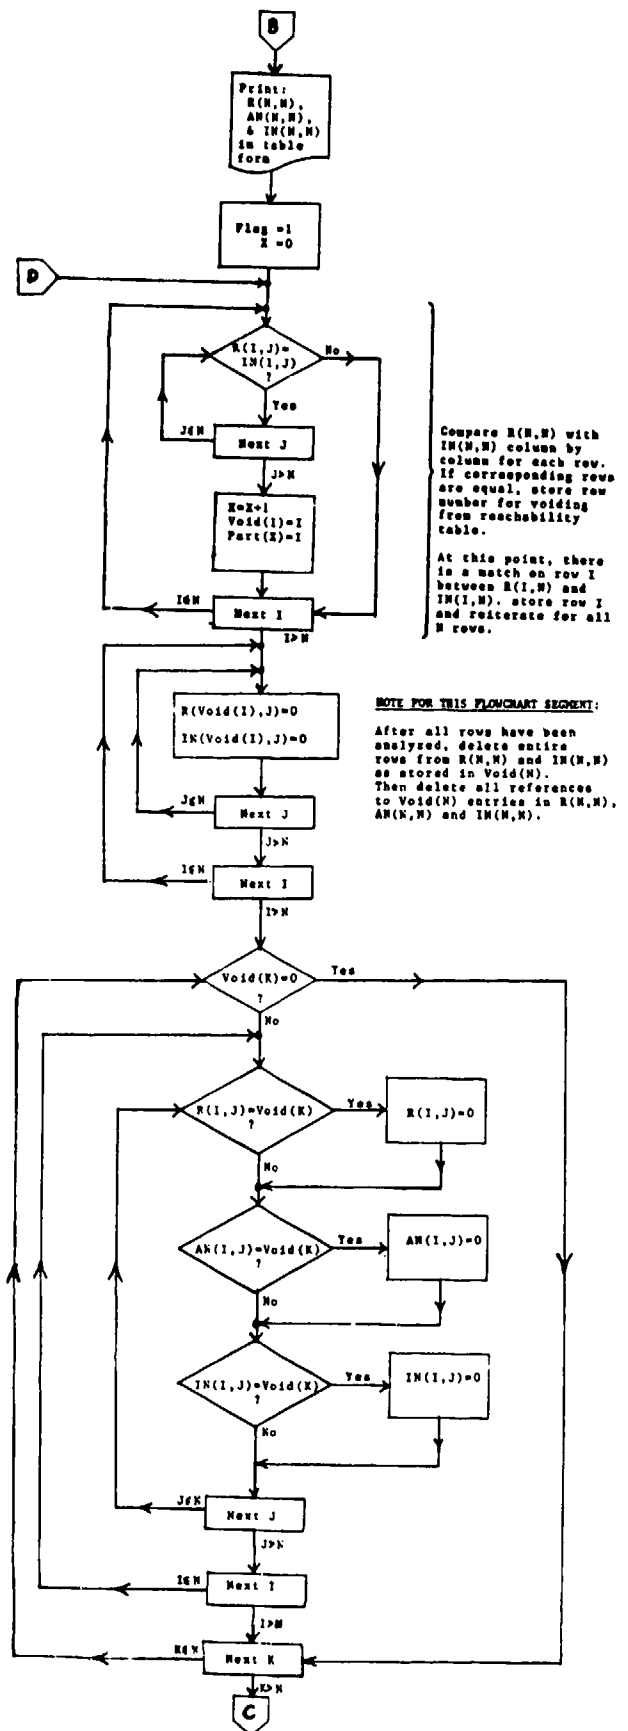 B
Print:
R(N,N),
AN(N,N),
& IN(N,N)
in table
form
Flag =1
X =0
D
R(I,J)=
IN(I,J)
?
No
Yes
J≤N
Next J
J>N
X=X+1
Void(I)=I
Part(X)=I
I≤N
Next I
I>N
Compare R(N,N) with
IN(N,N) column by
column for each row.
If corresponding rows
are equal, store row
number for voiding
from reachability
table.
At this point, there
is a match on row I
between R(I,N) and
IN(I,N). store row I
and reiterate for all
N rows.
R(Void(I),J)=0
IN(Void(I),J)=0
J≤N
Next J
J>N
I≤N
Next I
I>N
NOTE FOR THIS FLOWCHART SEGMENT:
After all rows have been
analyzed, delete entire
rows from R(N,N) and IN(N,N)
as stored in Void(N).
Then delete all references
to Void(N) entries in R(N,N),
AN(N,N) and IN(N,N).
Void(K)=0
?
Yes
No
R(I,J)=Void(K)
?
Yes
R(I,J)=0
No
AN(I,J)=Void(K)
?
Yes
AN(I,J)=0
No
IN(I,J)=Void(K)
?
Yes
IN(I,J)=0
No
J≤N
Next J
J>N
I≤N
Next I
I>N
K≤N
Next K
K>N
C